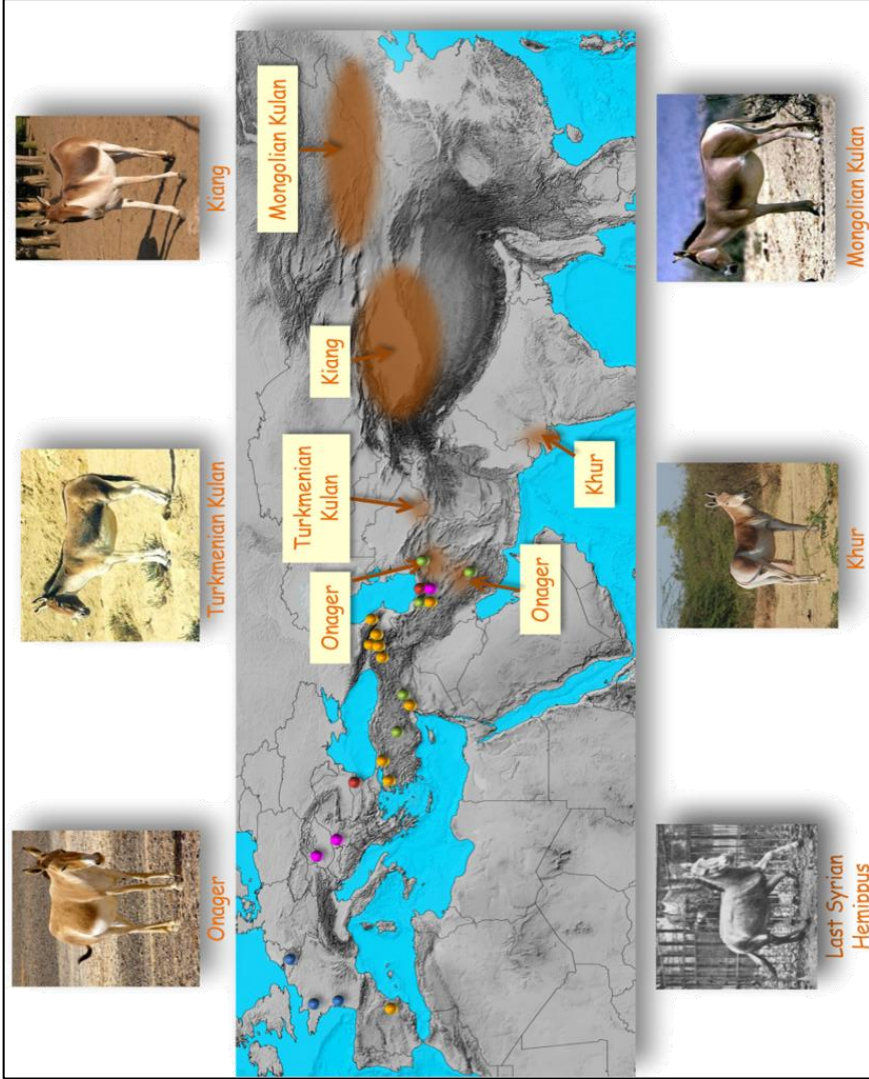 Onager
Turkmenian Kulan
Kiang
Mongolian Kulan
Turkmenian
Kulan
Onager
Kiang
Onager
Khur
Last Syrian
Hemippus
Khur
Mongolian Kulan